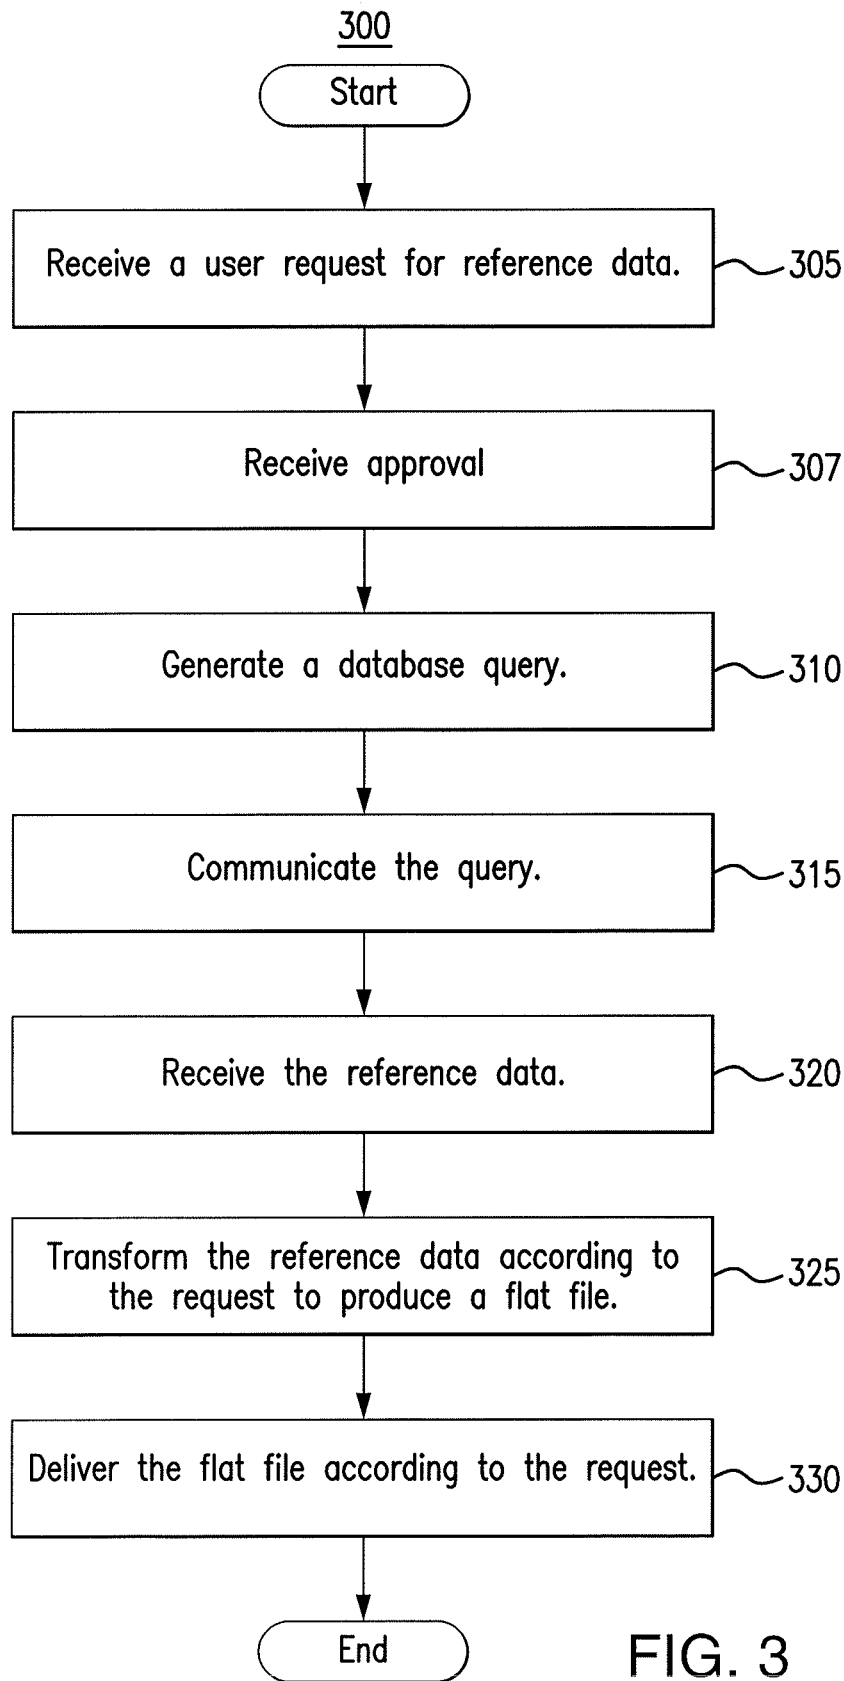 300
Start
Receive a user request for reference data.
305
Receive approval
307
Generate a database query.
310
Communicate the query.
315
Receive the reference data.
320
Transform the reference data according to
the request to produce a flat file.
325
Deliver the flat file according to the request.
330
End
FIG. 3